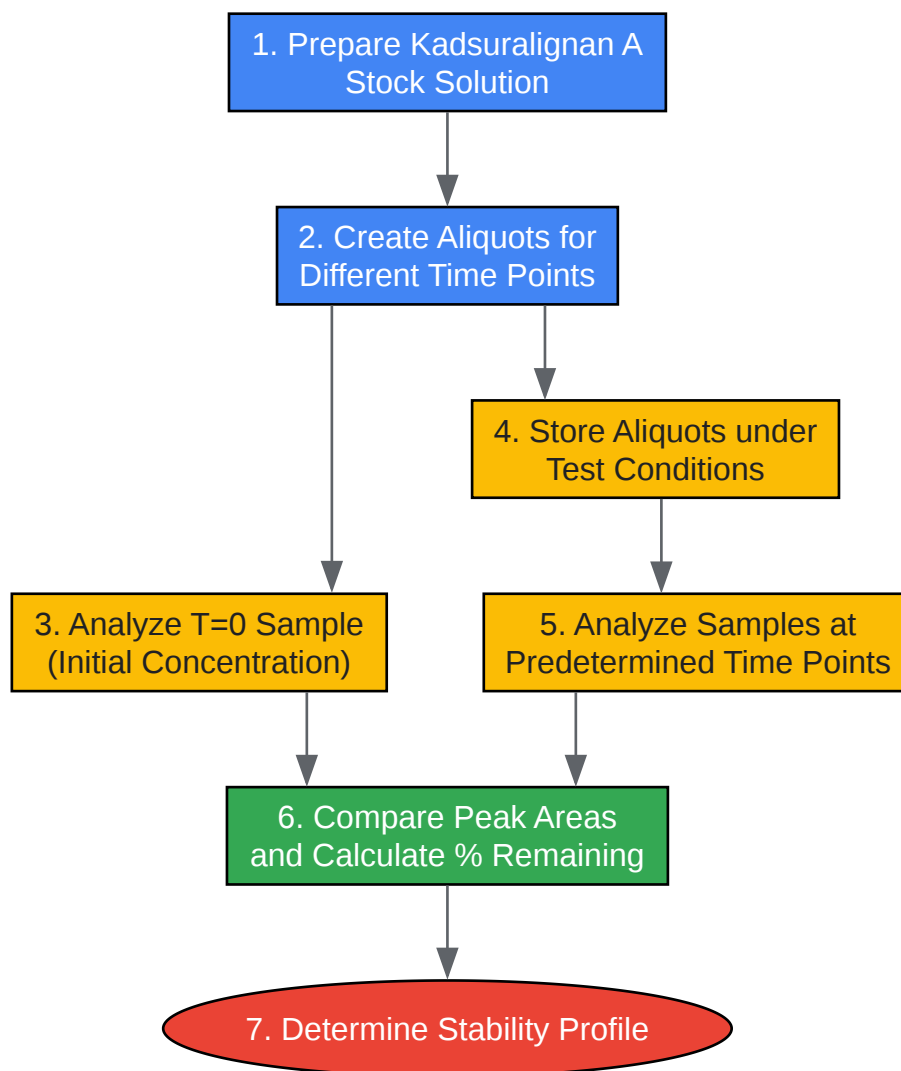 1. Prepare Kadsuralignan A
Stock Solution
2. Create Aliquots for
Different Time Points
4. Store Aliquots under
Test Conditions
3. Analyze T=0 Sample
(Initial Concentration)
5. Analyze Samples at
Predetermined Time Points
6. Compare Peak Areas
and Calculate % Remaining
7. Determine Stability Profile